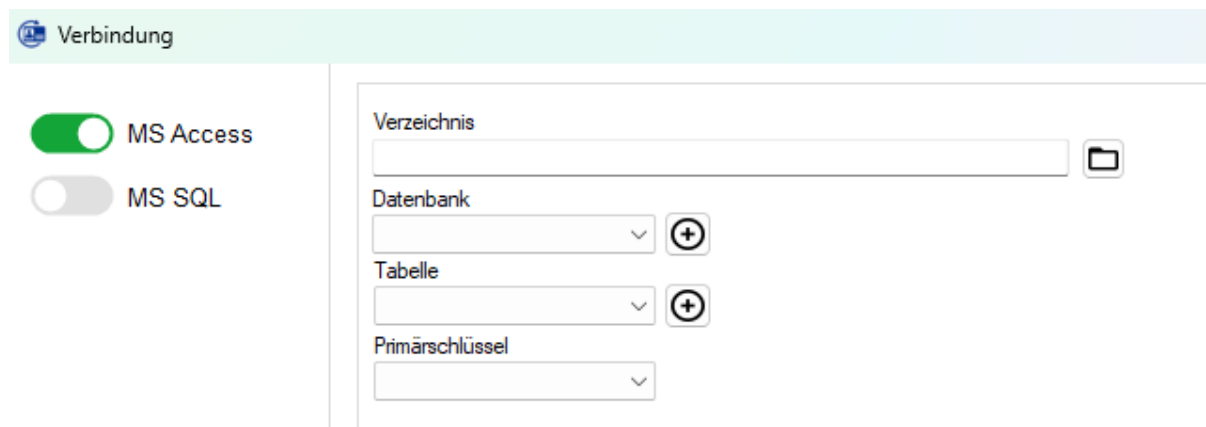 Verbindung
MS Access
MS SQL
Verzeichnis
Datenbank
Tabelle
Primärschlüssel